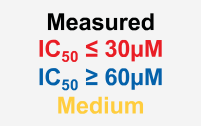 Measured
IC₅₀ ≤ 30μM
IC₅₀ ≥ 60μM
Medium